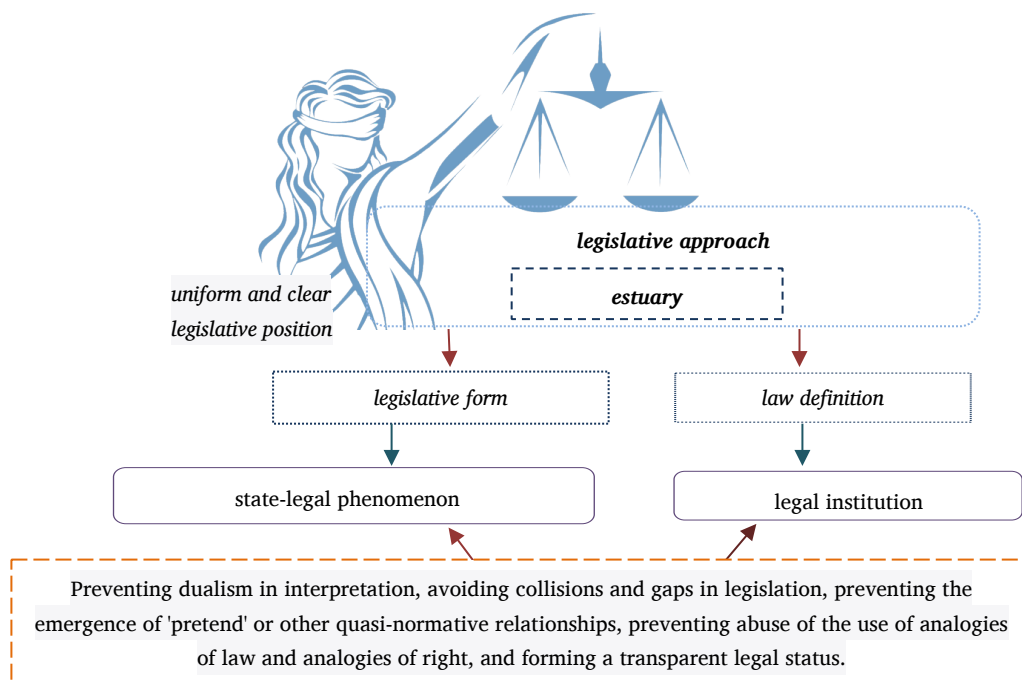 legislative approach
estuary
uniform and clear
legislative position
legislative form
law definition
state-legal phenomenon
legal institution
Preventing dualism in interpretation, avoiding collisions and gaps in legislation, preventing the
emergence of 'pretend' or other quasi-normative relationships, preventing abuse of the use of analogies
of law and analogies of right, and forming a transparent legal status.